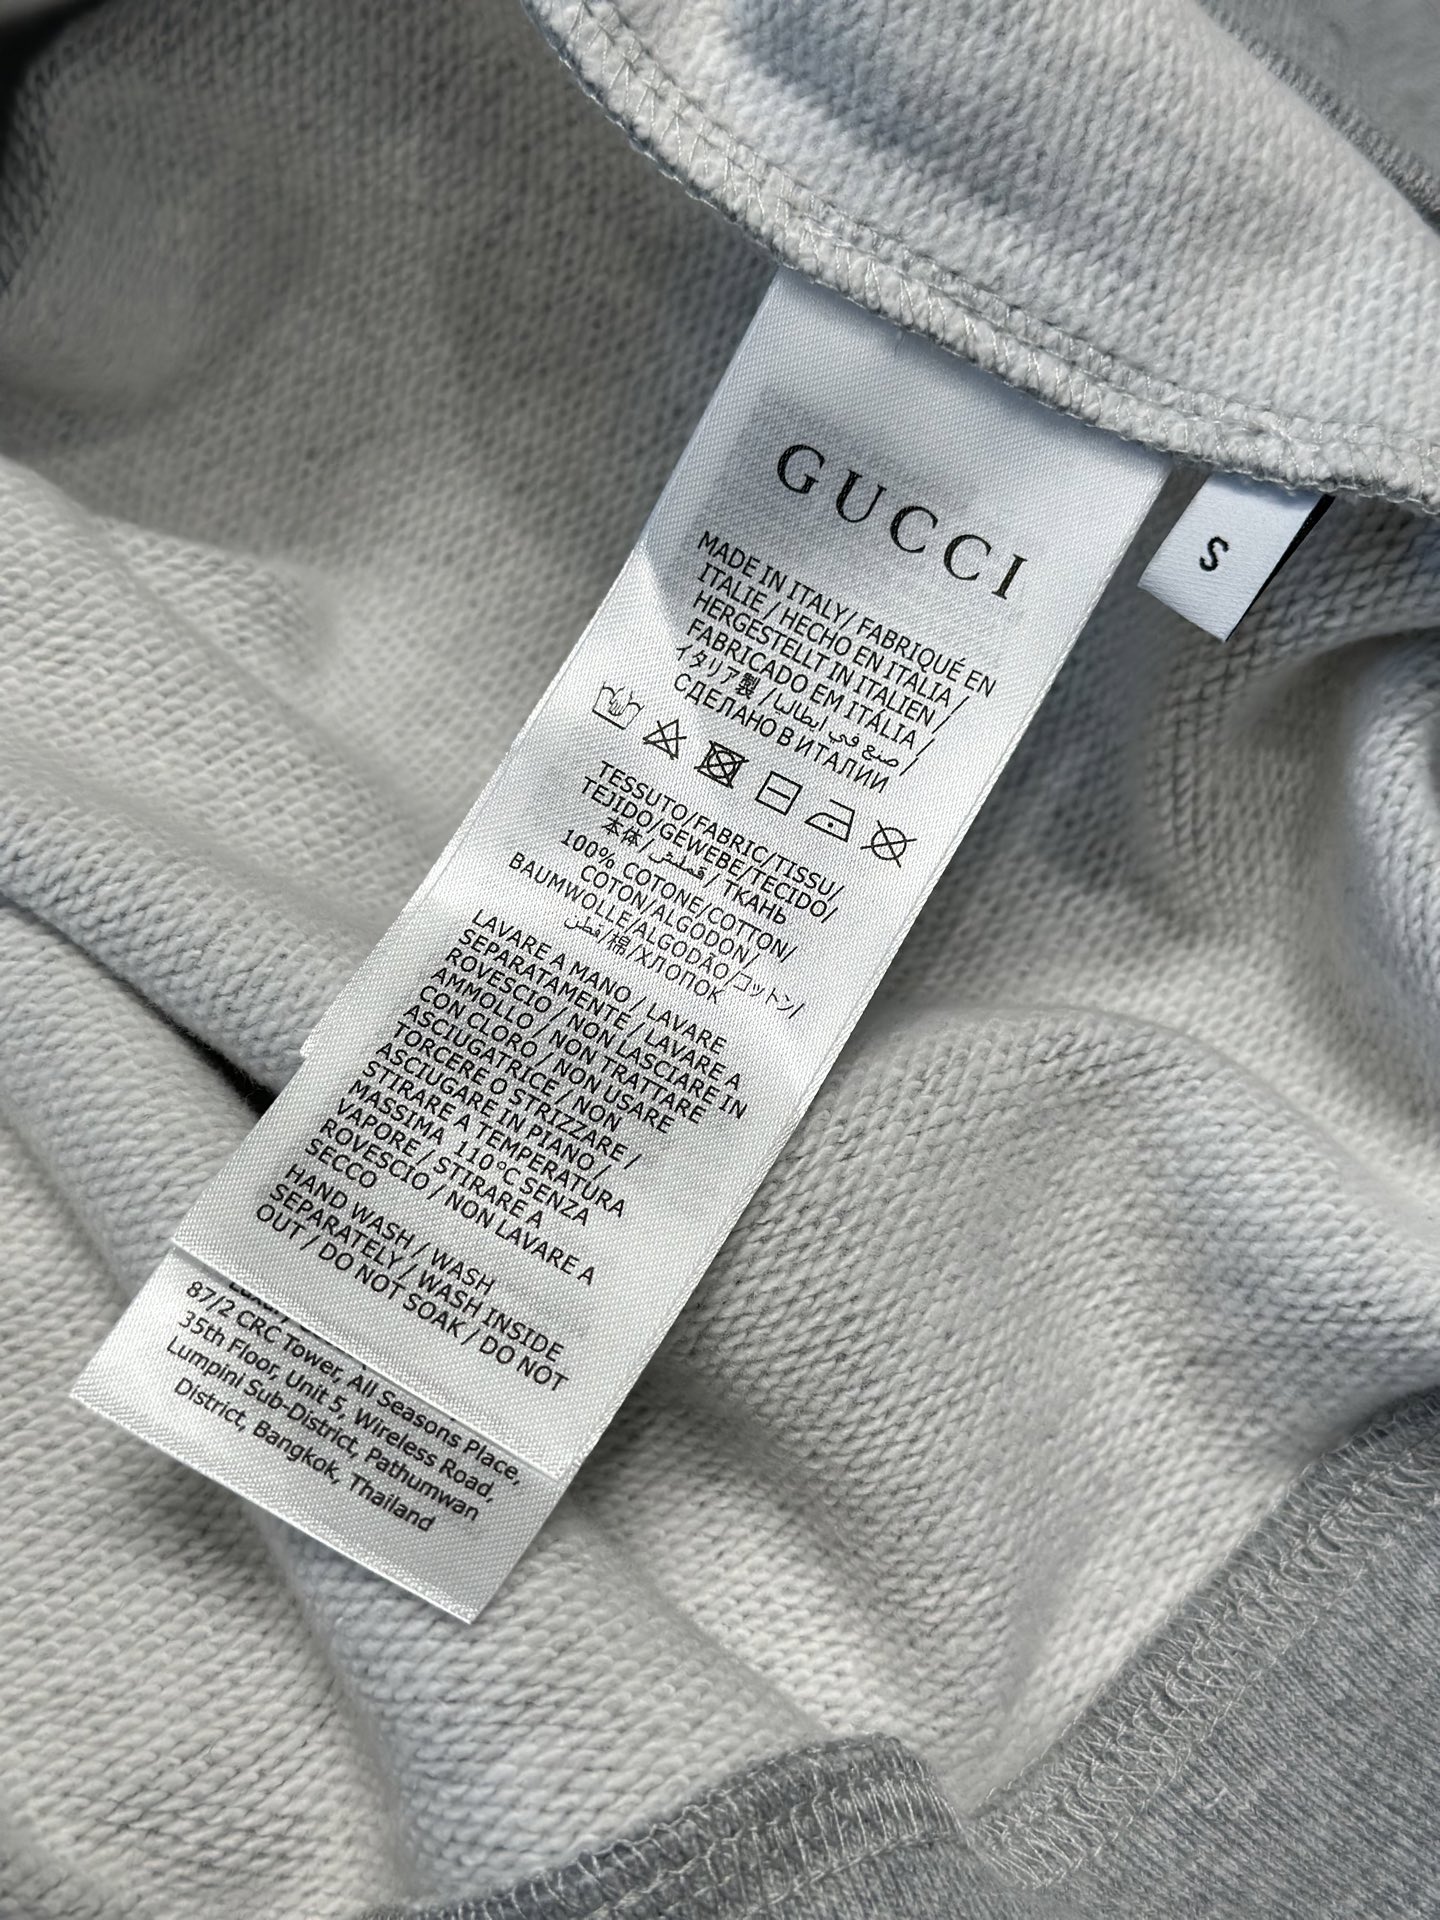 GUCCI
S
MADE IN ITALY/ FABRIQUÉ EN
ITALIE / HECHO EN ITALIA /
HERGESTELLT IN ITALIEN /
FABRICADO EM ITÁLIA /
イタリア製 / صنع في ايطاليا /
СДЕЛАНО В ИТАЛИИ
TESSUTO/FABRIC/TISSU/
TEJIDO/GEWEBE/TECIDO/
本体/قملش/ ТКАНЬ
100% COTONE/COTTON/
COTON/ALGODON/
BAUMWOLLE/ALGODÃO/コットン/
قطن/棉/ХЛОПОК
LAVARE A MANO / LAVARE
SEPARATAMENTE / LAVARE A
ROVESCIO / NON LASCIARE IN
AMMOLLO / NON TRATTARE
CON CLORO / NON USARE
ASCIUGATRICE / NON
TORCERE O STRIZZARE /
ASCIUGARE IN PIANO /
STIRARE A TEMPERATURA
MASSIMA 110°C SENZA
VAPORE / STIRARE A
ROVESCIO / NON LAVARE A
SECCO
HAND WASH / WASH
SEPARATELY / WASH INSIDE
OUT / DO NOT SOAK / DO NOT
87/2 CRC Tower, All Seasons Place,
35th Floor, Unit 5, Wireless Road,
Lumpini Sub-District, Pathumwan
District, Bangkok, Thailand